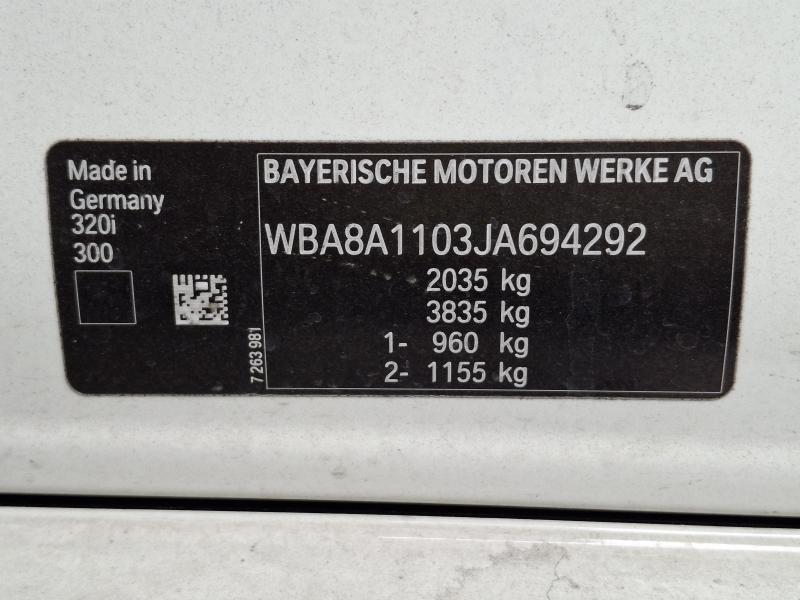 Made in
Germany
320i
300
7 263 981
BAYERISCHE MOTOREN WERKE AG
WBA8A1103JA694292
2035 kg
3835 kg
1- 960 kg
2- 1155 kg